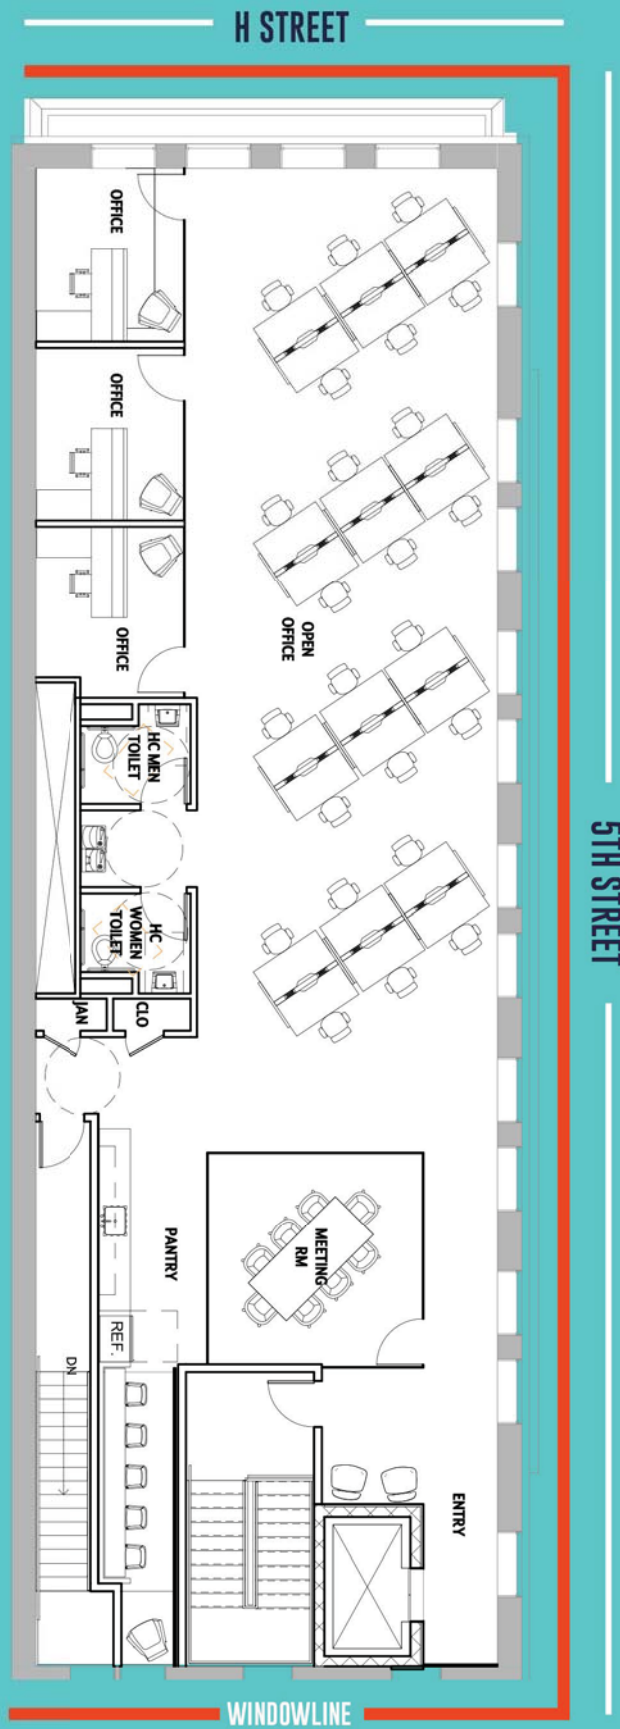 H STREET
OFFICE
OFFICE
OFFICE
OPEN
OFFICE
HC MEN
TOILET
HC
WOMEN
TOILET
JAN
CLO
5TH STREET
MEETING
RM
PANTRY
REF.
DN
ENTRY
WINDOWLINE